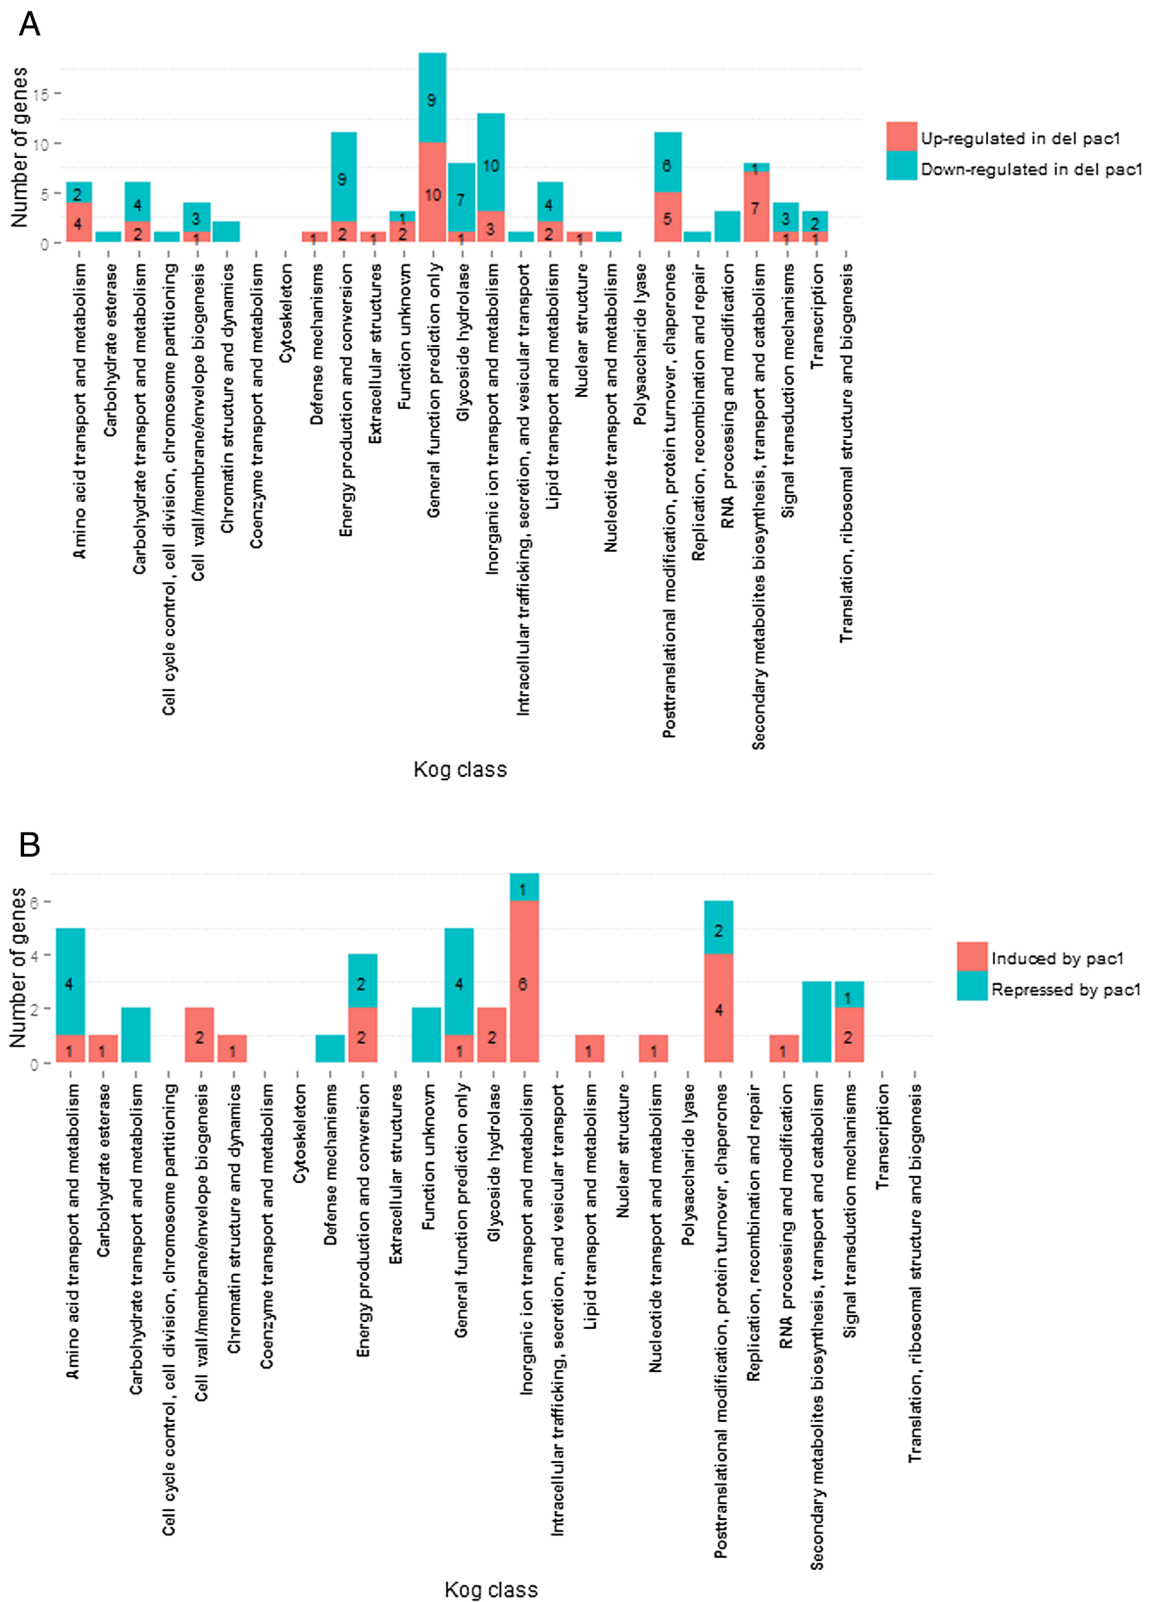 A
Number of genes
15
10
5
0
9
2
4
4
2
3
1
1
9
2
1
1
2
10
7
1
10
3
4
2
1
6
5
1
7
3
1
2
1
Up-regulated in del pac1
Down-regulated in del pac1
Amino acid transport and metabolism
Carbohydrate esterase
Carbohydrate transport and metabolism
Cell cycle control, cell division, chromosome partitioning
Cell wall/membrane/envelope biogenesis
Chromatin structure and dynamics
Coenzyme transport and metabolism
Cytoskeleton
Defense mechanisms
Energy production and conversion
Extracellular structures
Function unknown
General function prediction only
Glycoside hydrolase
Inorganic ion transport and metabolism
Intracellular trafficking, secretion, and vesicular transport
Lipid transport and metabolism
Nuclear structure
Nucleotide transport and metabolism
Polysaccharide lyase
Posttranslational modification, protein turnover, chaperones
Replication, recombination and repair
RNA processing and modification
Secondary metabolites biosynthesis, transport and catabolism
Signal transduction mechanisms
Transcription
Translation, ribosomal structure and biogenesis
Kog class
B
Number of genes
6
4
2
0
4
1
1
2
1
2
2
4
1
2
1
6
1
1
2
4
1
1
2
Induced by pac1
Repressed by pac1
Amino acid transport and metabolism
Carbohydrate esterase
Carbohydrate transport and metabolism
Cell cycle control, cell division, chromosome partitioning
Cell wall/membrane/envelope biogenesis
Chromatin structure and dynamics
Coenzyme transport and metabolism
Cytoskeleton
Defense mechanisms
Energy production and conversion
Extracellular structures
Function unknown
General function prediction only
Glycoside hydrolase
Inorganic ion transport and metabolism
Intracellular trafficking, secretion, and vesicular transport
Lipid transport and metabolism
Nuclear structure
Nucleotide transport and metabolism
Polysaccharide lyase
Posttranslational modification, protein turnover, chaperones
Replication, recombination and repair
RNA processing and modification
Secondary metabolites biosynthesis, transport and catabolism
Signal transduction mechanisms
Transcription
Translation, ribosomal structure and biogenesis
Kog class